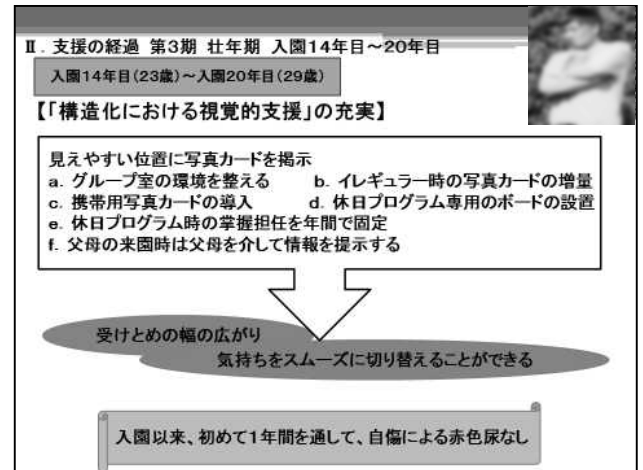 Ⅱ．支援の経過 第3期 壮年期 入園14年目～20年目
入園14年目(23歳)～入園20年目(29歳)
【「構造化における視覚的支援」の充実】
見えやすい位置に写真カードを掲示
a. グループ室の環境を整える　　b. イレギュラー時の写真カードの増量
c. 携帯用写真カードの導入　　d. 休日プログラム専用のボードの設置
e. 休日プログラム時の掌握担任を年間で固定
f. 父母の来園時は父母を介して情報を提示する
受けとめの幅の広がり
気持ちをスムーズに切り替えることができる
入園以来、初めて1年間を通して、自傷による赤色尿なし